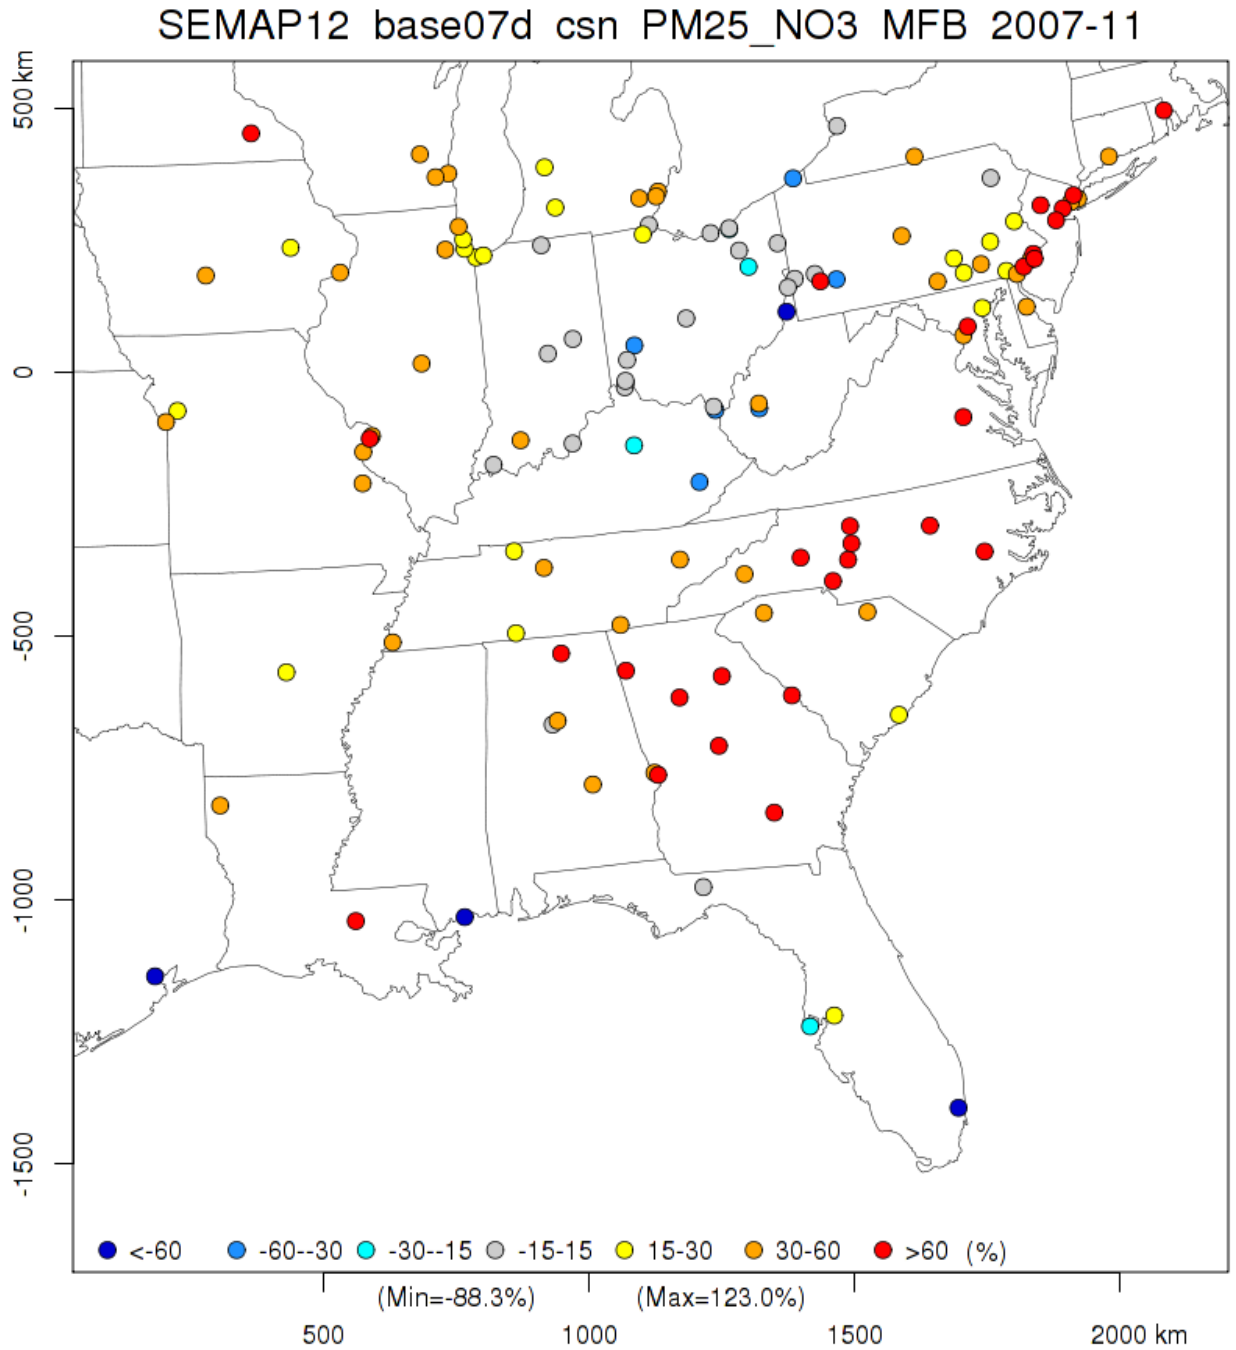 SEMAP12 base07d csn PM25_NO3 MFB 2007-11
500 km
0
-500
-1000
-1500
<-60 -60--30 -30--15 -15-15 15-30 30-60 >60 (%)
(Min=-88.3%) (Max=123.0%)
500 1000 1500 2000 km